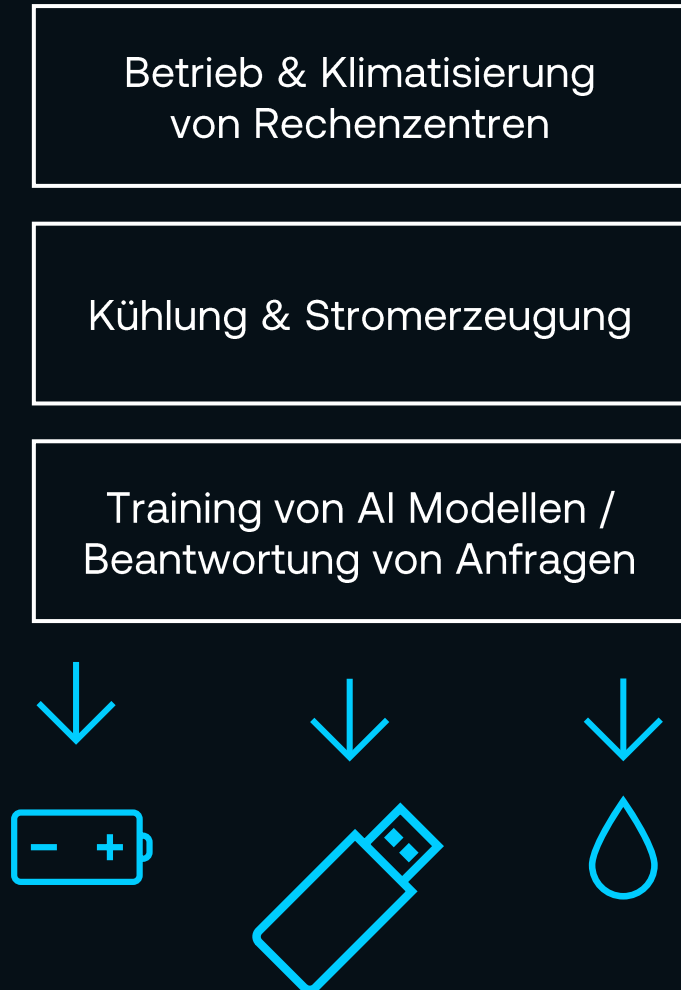 Betrieb & Klimatisierung
von Rechenzentren
Kühlung & Stromerzeugung
Training von AI Modellen /
Beantwortung von Anfragen